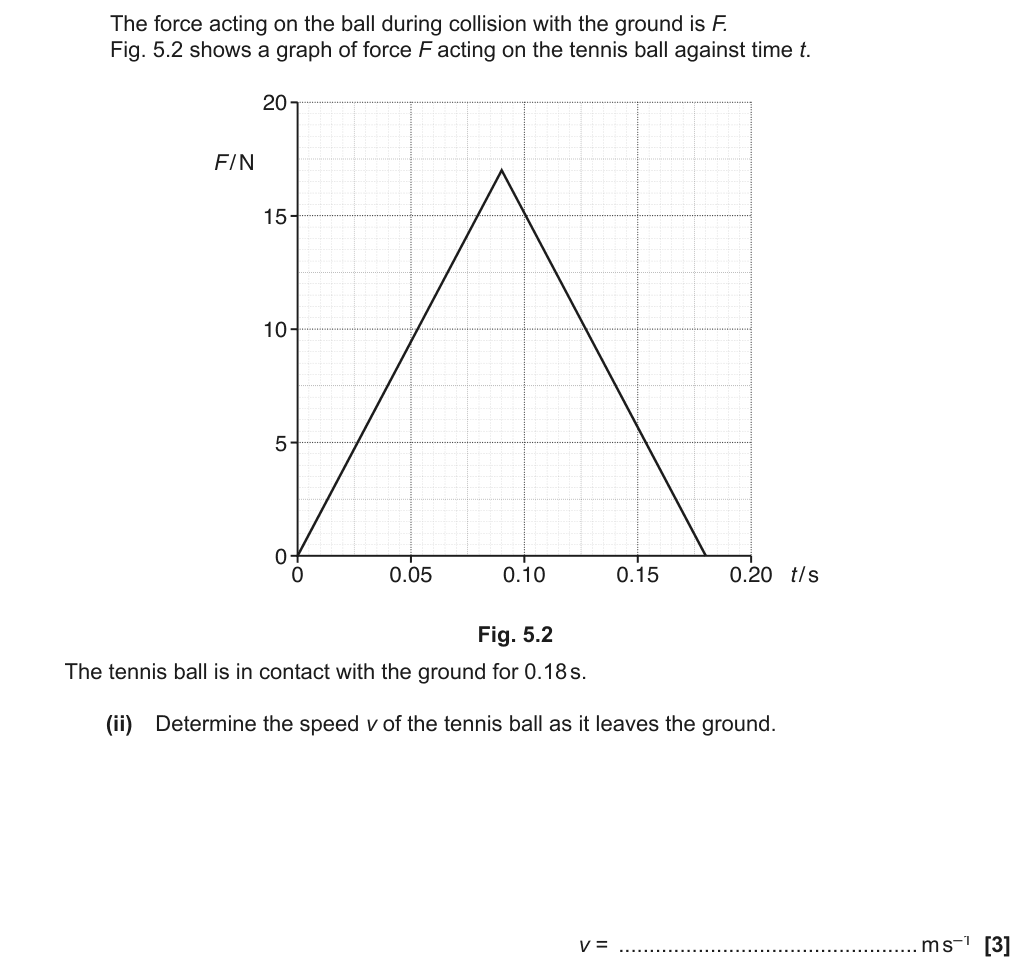 The force acting on the ball during collision with the ground is F.
Fig. 5.2 shows a graph of force F acting on the tennis ball against time t.
20
F/N
15
10
5
0
0 0.05 0.10 0.15 0.20 t/s
Fig. 5.2
The tennis ball is in contact with the ground for 0.18 s.
(ii) Determine the speed v of the tennis ball as it leaves the ground.
v = ................................................ m s⁻¹ [3]